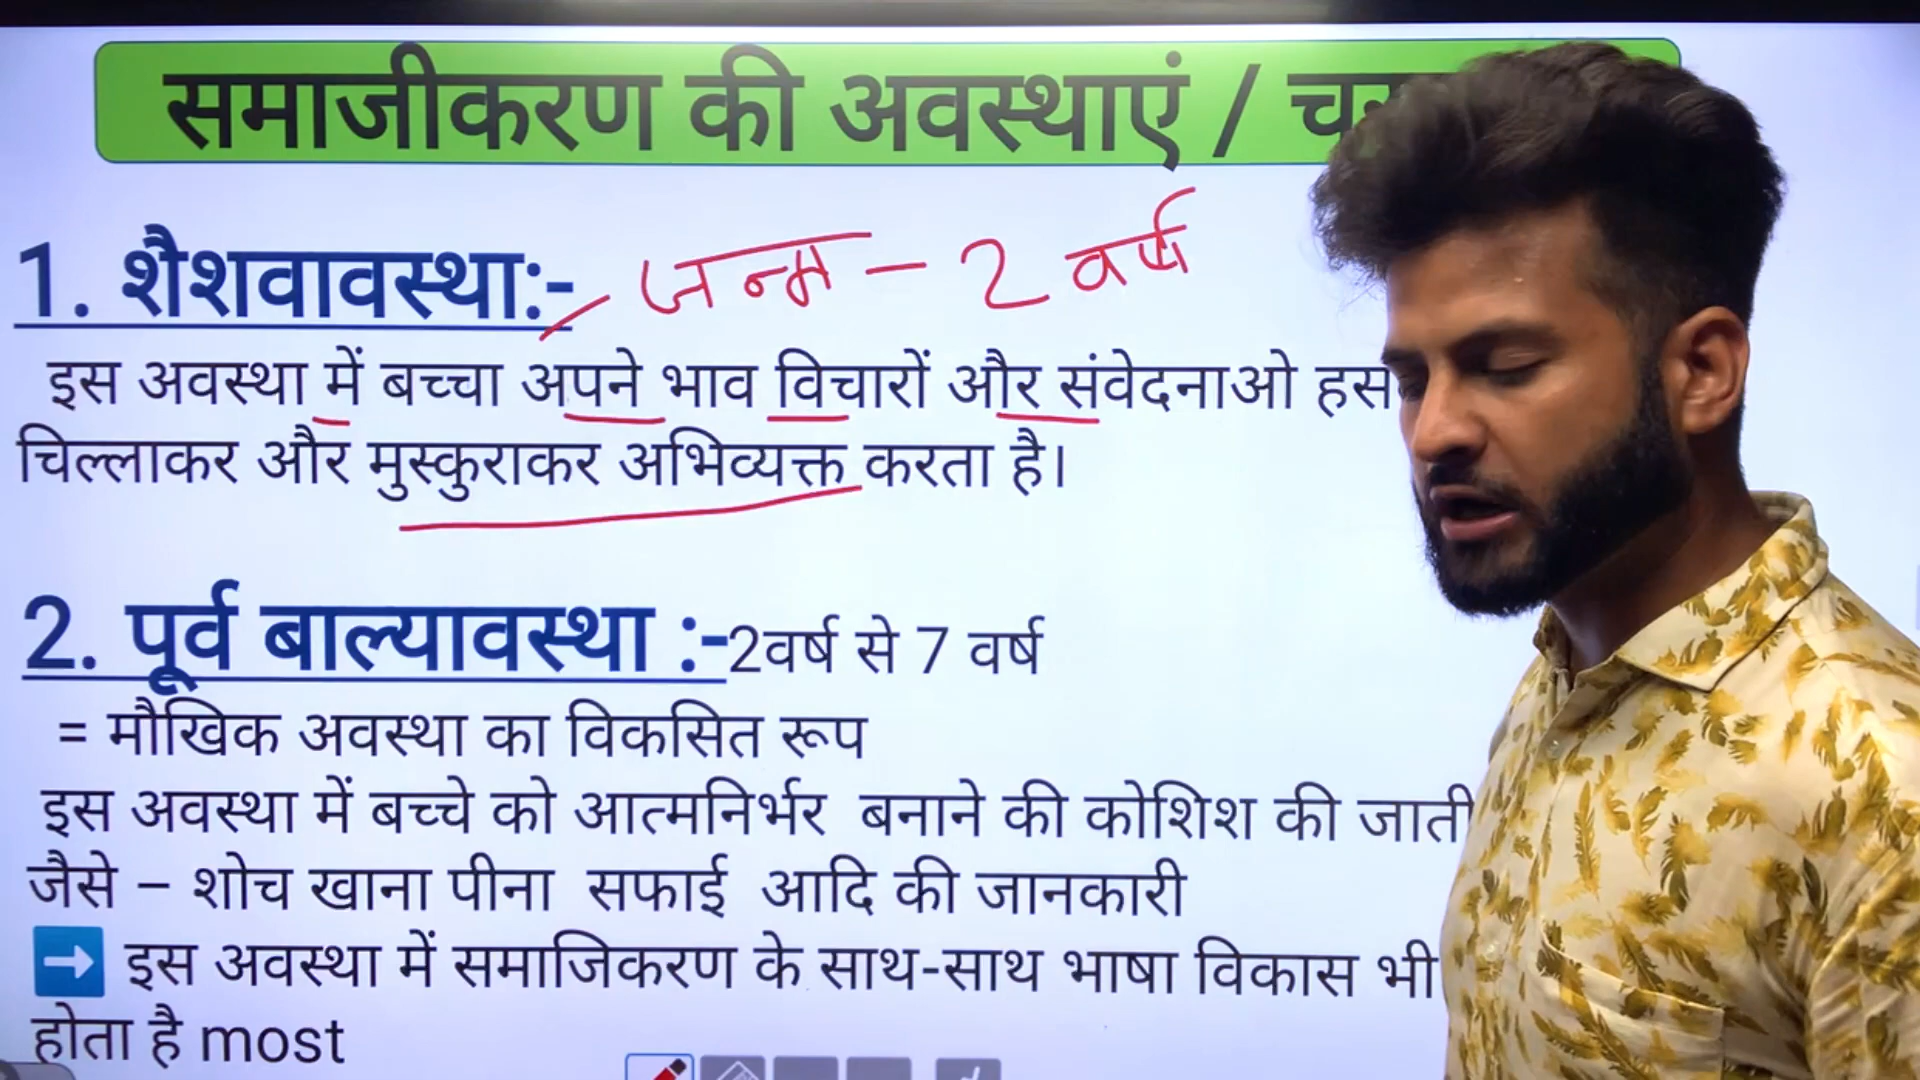 समाजीकरण की अवस्थाएं /
1. शैशवावस्था:- जन्म - 2 वर्ष
इस अवस्था में बच्चा अपने भाव विचारों और संवेदनाओ
चिल्लाकर और मुस्कुराकर अभिव्यक्त करता है।
2. पूर्व बाल्यावस्था :-2वर्ष से 7 वर्ष
= मौखिक अवस्था का विकसित रूप
इस अवस्था में बच्चे को आत्मनिर्भर बनाने की कोशिश की जाती
जैसे – शोच खाना पीना सफाई आदि की जानकारी
➡ इस अवस्था में समाजिकरण के साथ-साथ भाषा विकास भी
होता है most